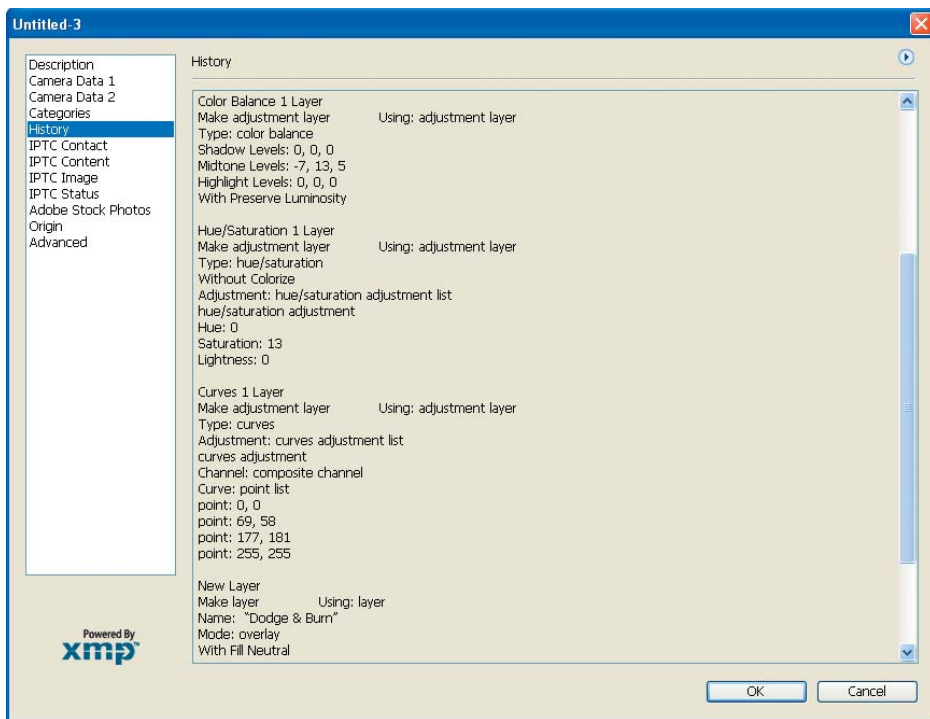 Untitled-3
Description
Camera Data 1
Camera Data 2
Categories
History
IPTC Contact
IPTC Content
IPTC Image
IPTC Status
Adobe Stock Photos
Origin
Advanced
Powered By
xmp™
History
Color Balance 1 Layer
Make adjustment layer Using: adjustment layer
Type: color balance
Shadow Levels: 0, 0, 0
Midtone Levels: -7, 13, 5
Highlight Levels: 0, 0, 0
With Preserve Luminosity
Hue/Saturation 1 Layer
Make adjustment layer Using: adjustment layer
Type: hue/saturation
Without Colorize
Adjustment: hue/saturation adjustment list
hue/saturation adjustment
Hue: 0
Saturation: 13
Lightness: 0
Curves 1 Layer
Make adjustment layer Using: adjustment layer
Type: curves
Adjustment: curves adjustment list
curves adjustment
Channel: composite channel
Curve: point list
point: 0, 0
point: 69, 58
point: 177, 181
point: 255, 255
New Layer
Make layer Using: layer
Name: “Dodge & Burn”
Mode: overlay
With Fill Neutral
OK
Cancel